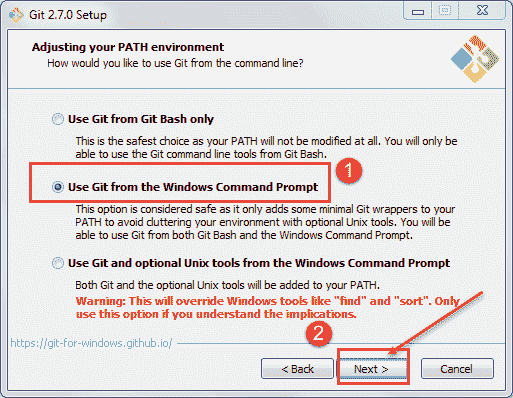 Git 2.7.0 Setup
Adjusting your PATH environment
How would you like to use Git from the command line?
Use Git from Git Bash only
This is the safest choice as your PATH will not be modified at all. You will only be
able to use the Git command line tools from Git Bash.
1
Use Git from the Windows Command Prompt
This option is considered safe as it only adds some minimal Git wrappers to your
PATH to avoid cluttering your environment with optional Unix tools. You will be
able to use Git from both Git Bash and the Windows Command Prompt.
Use Git and optional Unix tools from the Windows Command Prompt
Both Git and the optional Unix tools will be added to your PATH.
Warning: This will override Windows tools like "find" and "sort". Only
use this option if you understand the implications.
2
https://git-for-windows.github.io/
< Back
Next >
Cancel